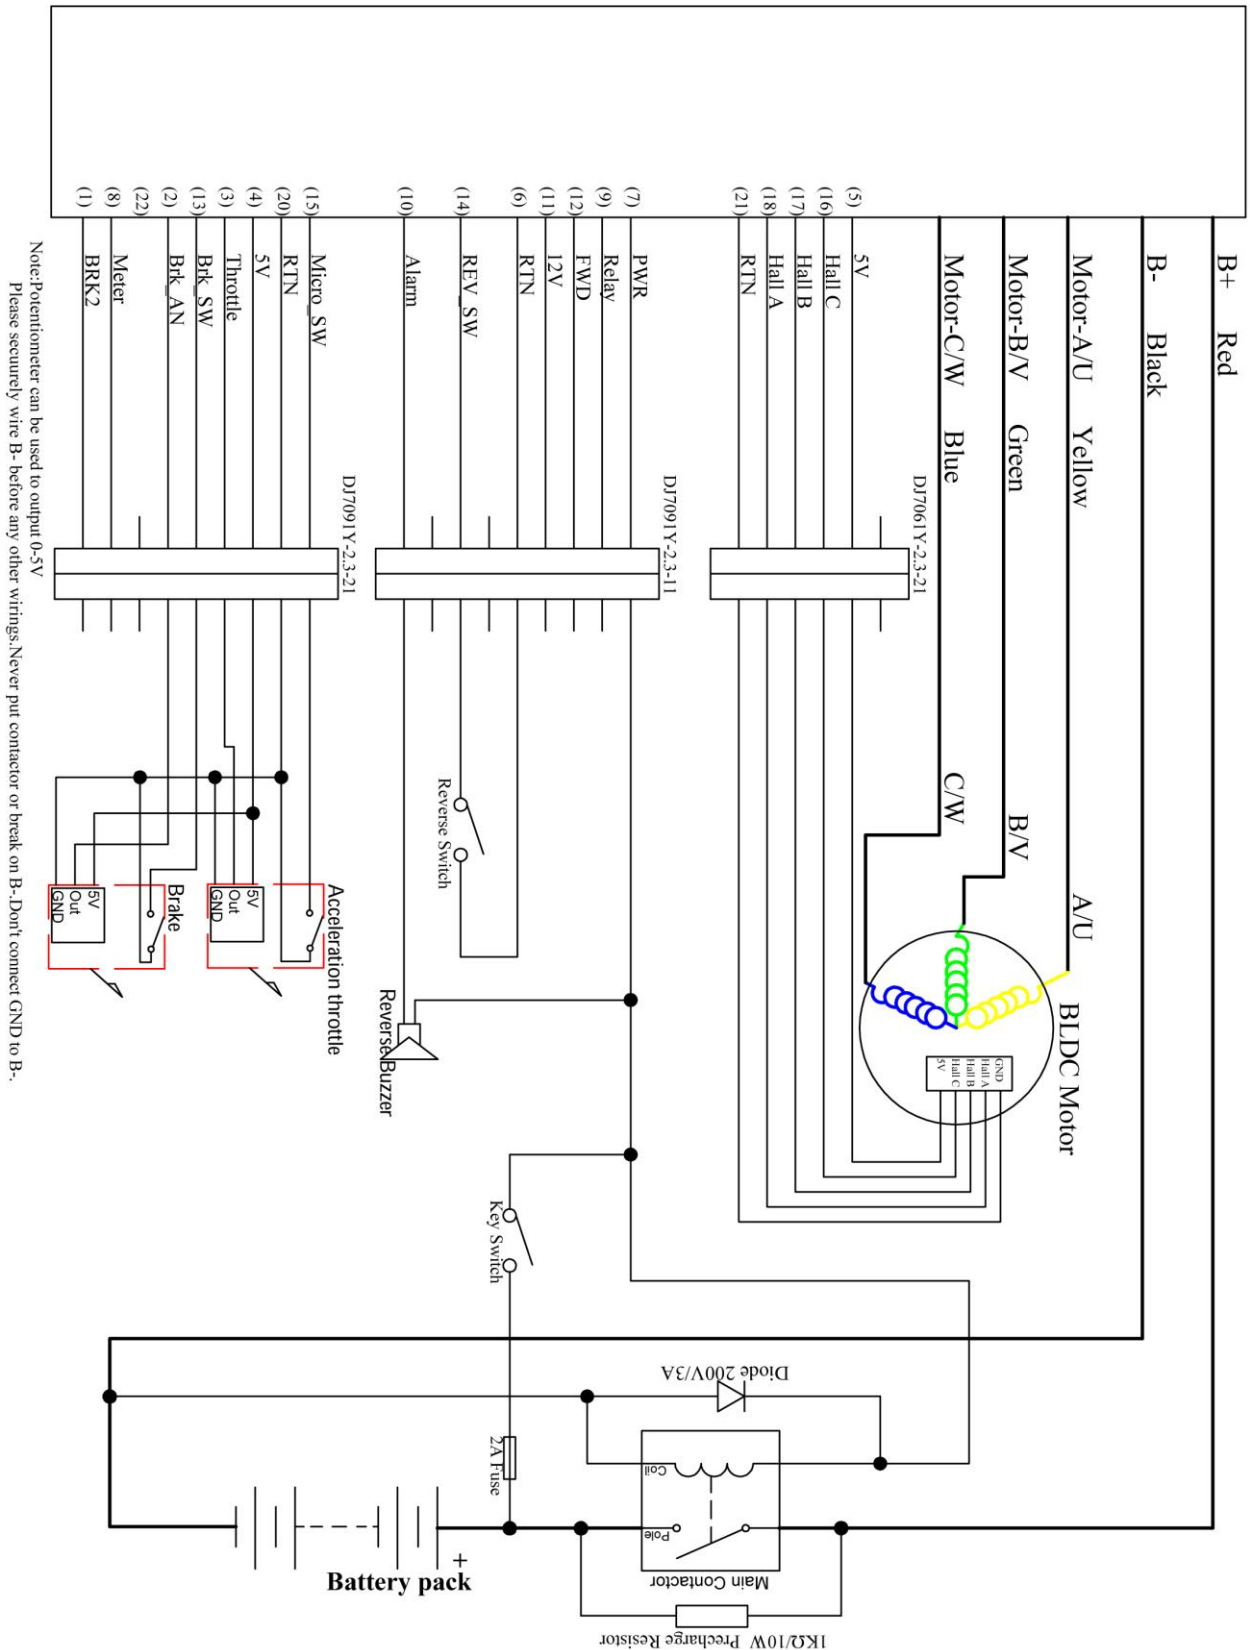 B+ Red
B- Black
Motor-A/U Yellow
Motor-B/V Green
Motor-C/W Blue
(5) 5V
(16) Hall C
(17) Hall B
(18) Hall A
(21) RTN
(7) PWR
(9) Relay
(12) FWD
(11) 12V
(6) RTN
(14) REV_SW
(10) Alarm
(15) Micro_SW
(20) RTN
(4) 5V
(3) Throttle
(13) Brk_SW
(2) Brk_AN
(22)
(8) Meter
(1) BRK2
DJ7061Y-2.3-21
DJ7091Y-2.3-11
DJ7091Y-2.3-21
A/U
B/V
C/W
BLDC Motor
GND
Hall A
Hall B
Hall C
5V
Reverse Switch
Reverse Buzzer
Acceleration throttle
5V
Out
GND
Brake
5V
Out
GND
Key Switch
2A Fuse
Diode 200V/3A
Coil
Pole
Main Contactor
1KΩ/10W Precharge Resistor
+
Battery pack
Note:Potentiometer can be used to output 0-5V
Please secuurely wire B- before any other wirings.Never put contactor or break on B-.Don't connect GND to B-.